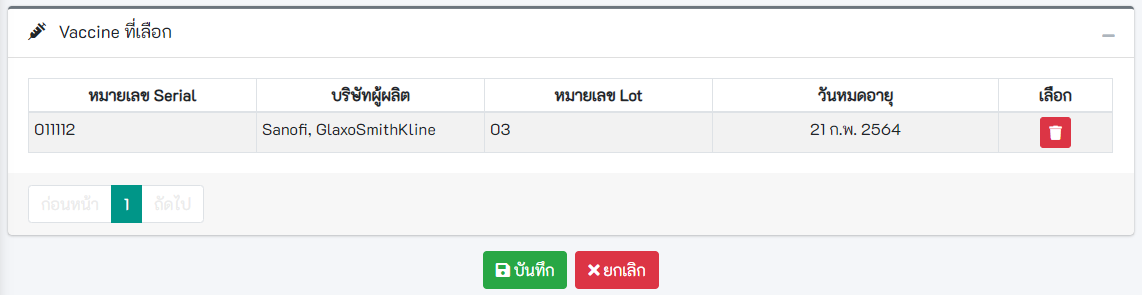 Vaccine ที่เลือก
หมายเลข Serial บริษัทผู้ผลิต หมายเลข Lot วันหมดอายุ เลือก
011112 Sanofi, GlaxoSmithKline 03 21 ก.พ. 2564
ก่อนหน้า 1 ถัดไป
บันทึก ยกเลิก